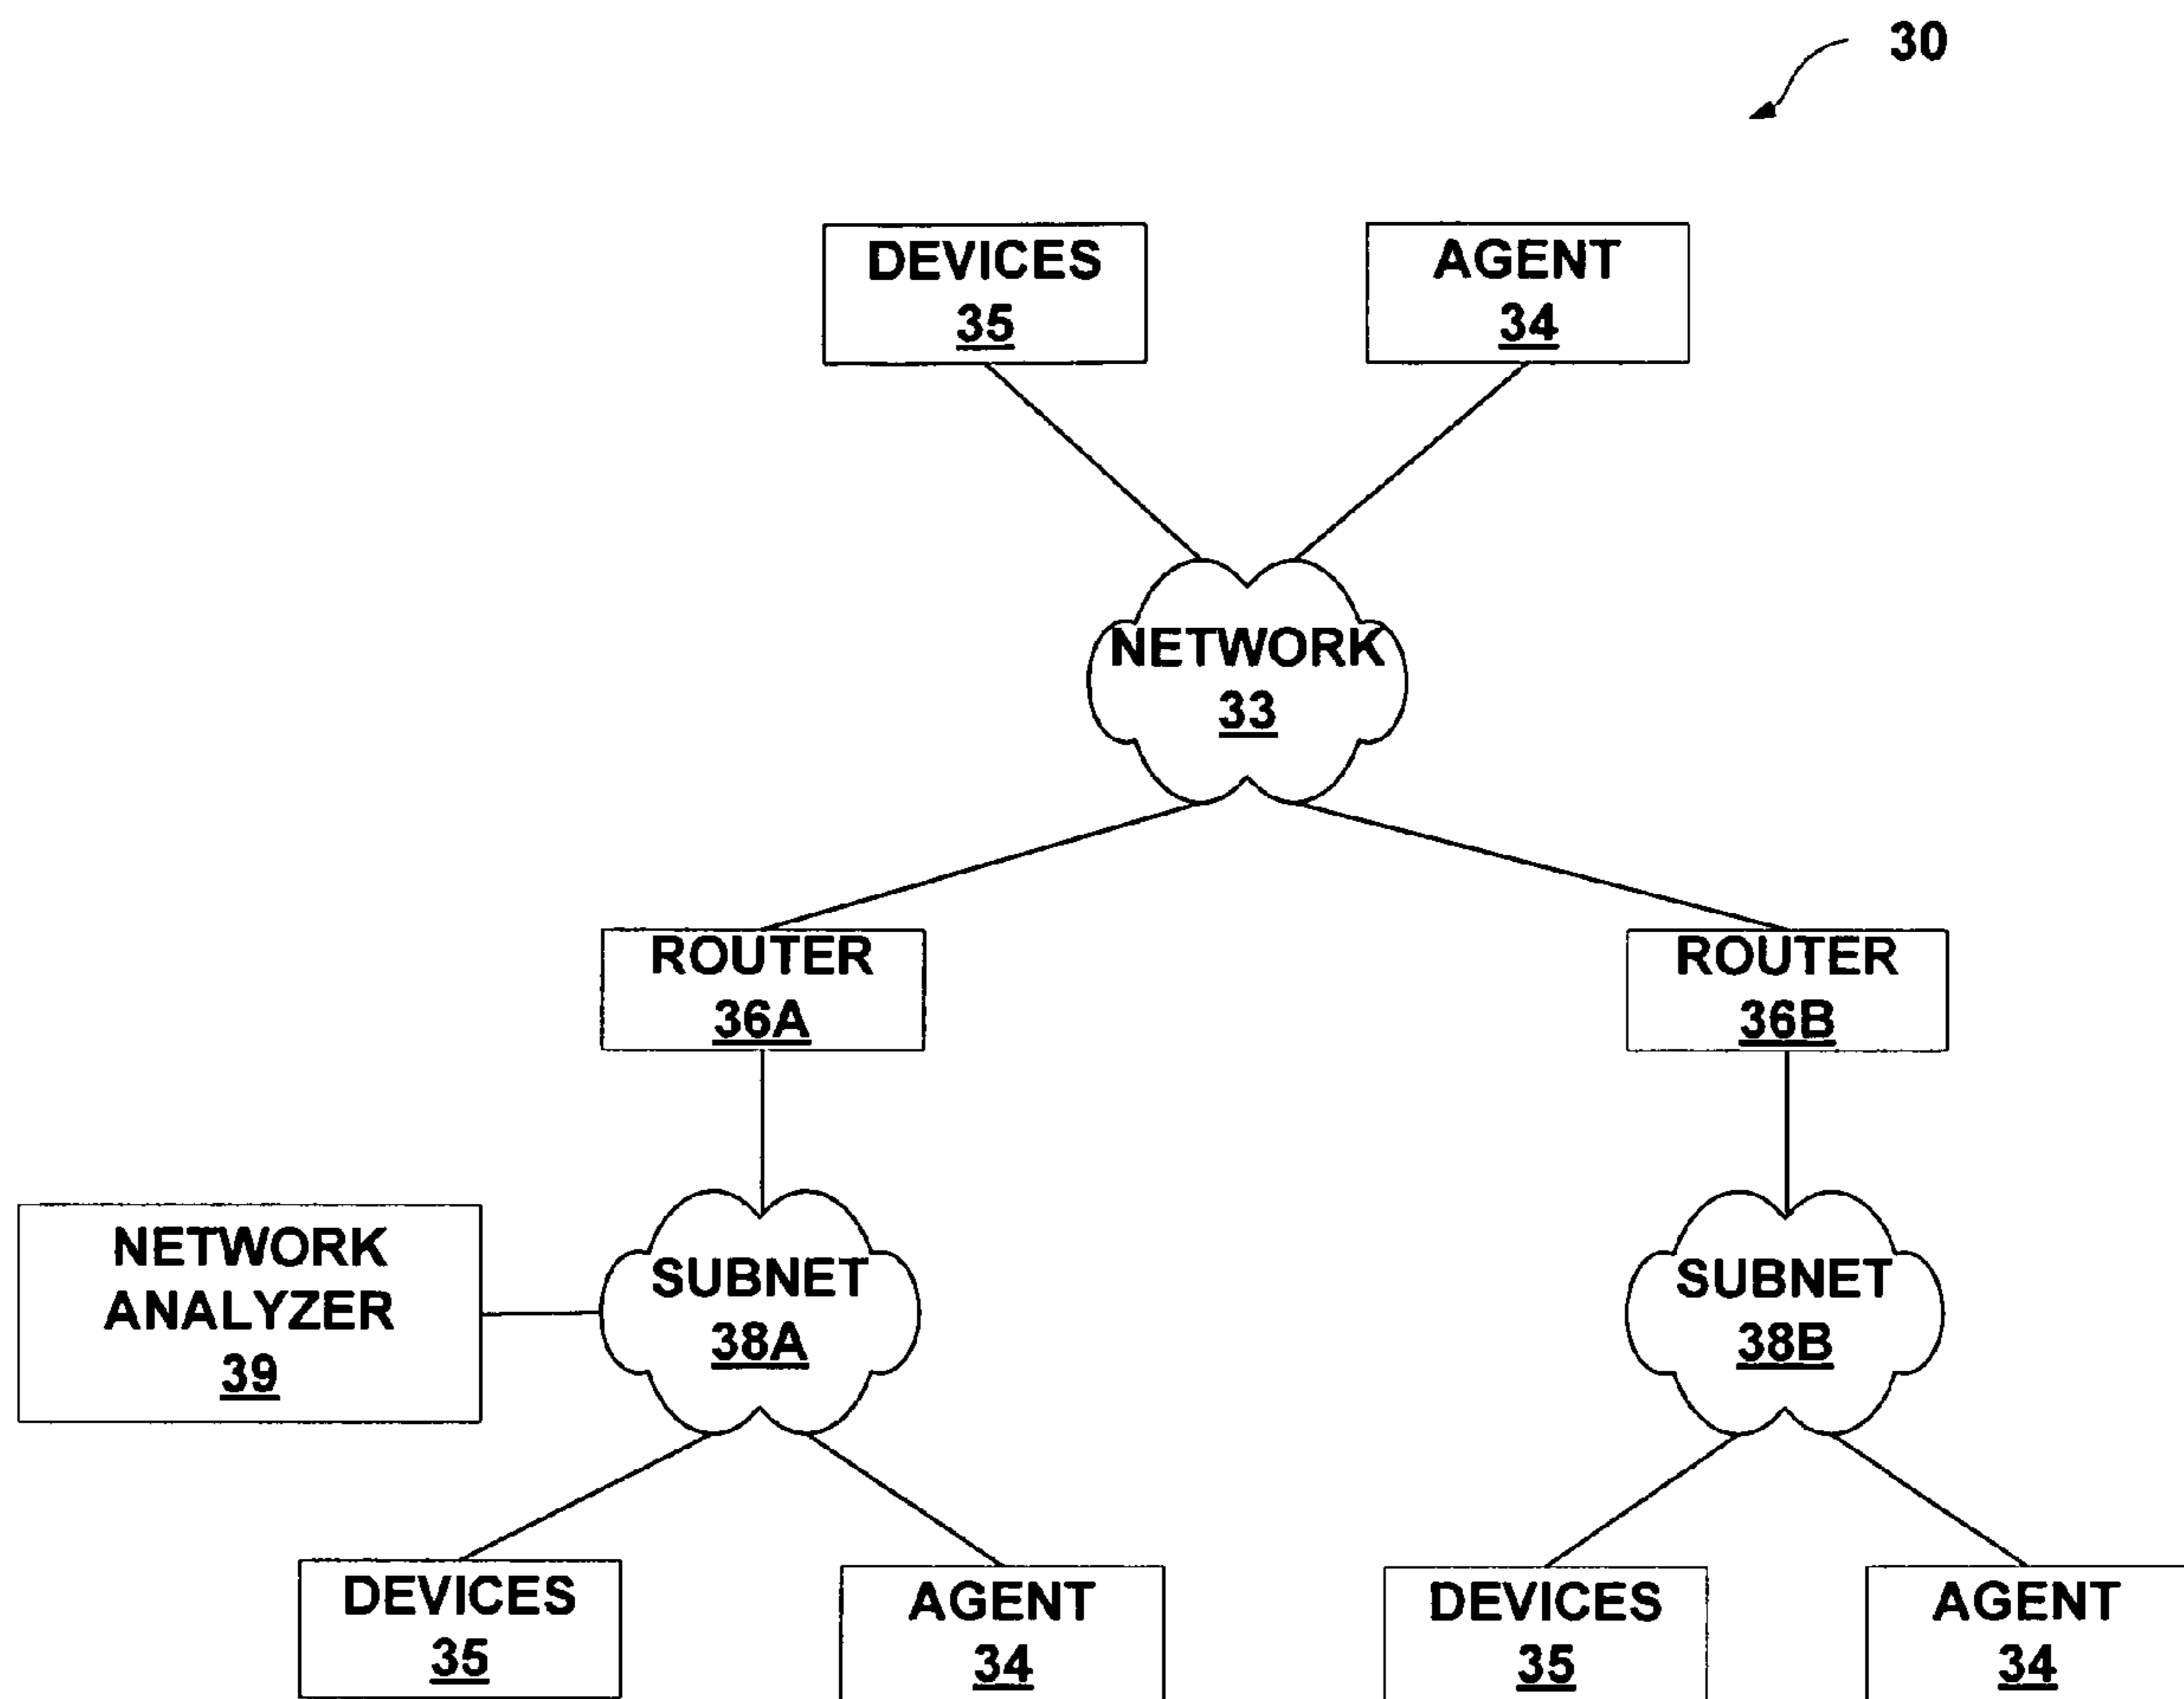 30
DEVICES
35
AGENT
34
NETWORK
33
ROUTER
36A
ROUTER
36B
NETWORK
ANALYZER
39
SUBNET
38A
SUBNET
38B
DEVICES
35
AGENT
34
DEVICES
35
AGENT
34